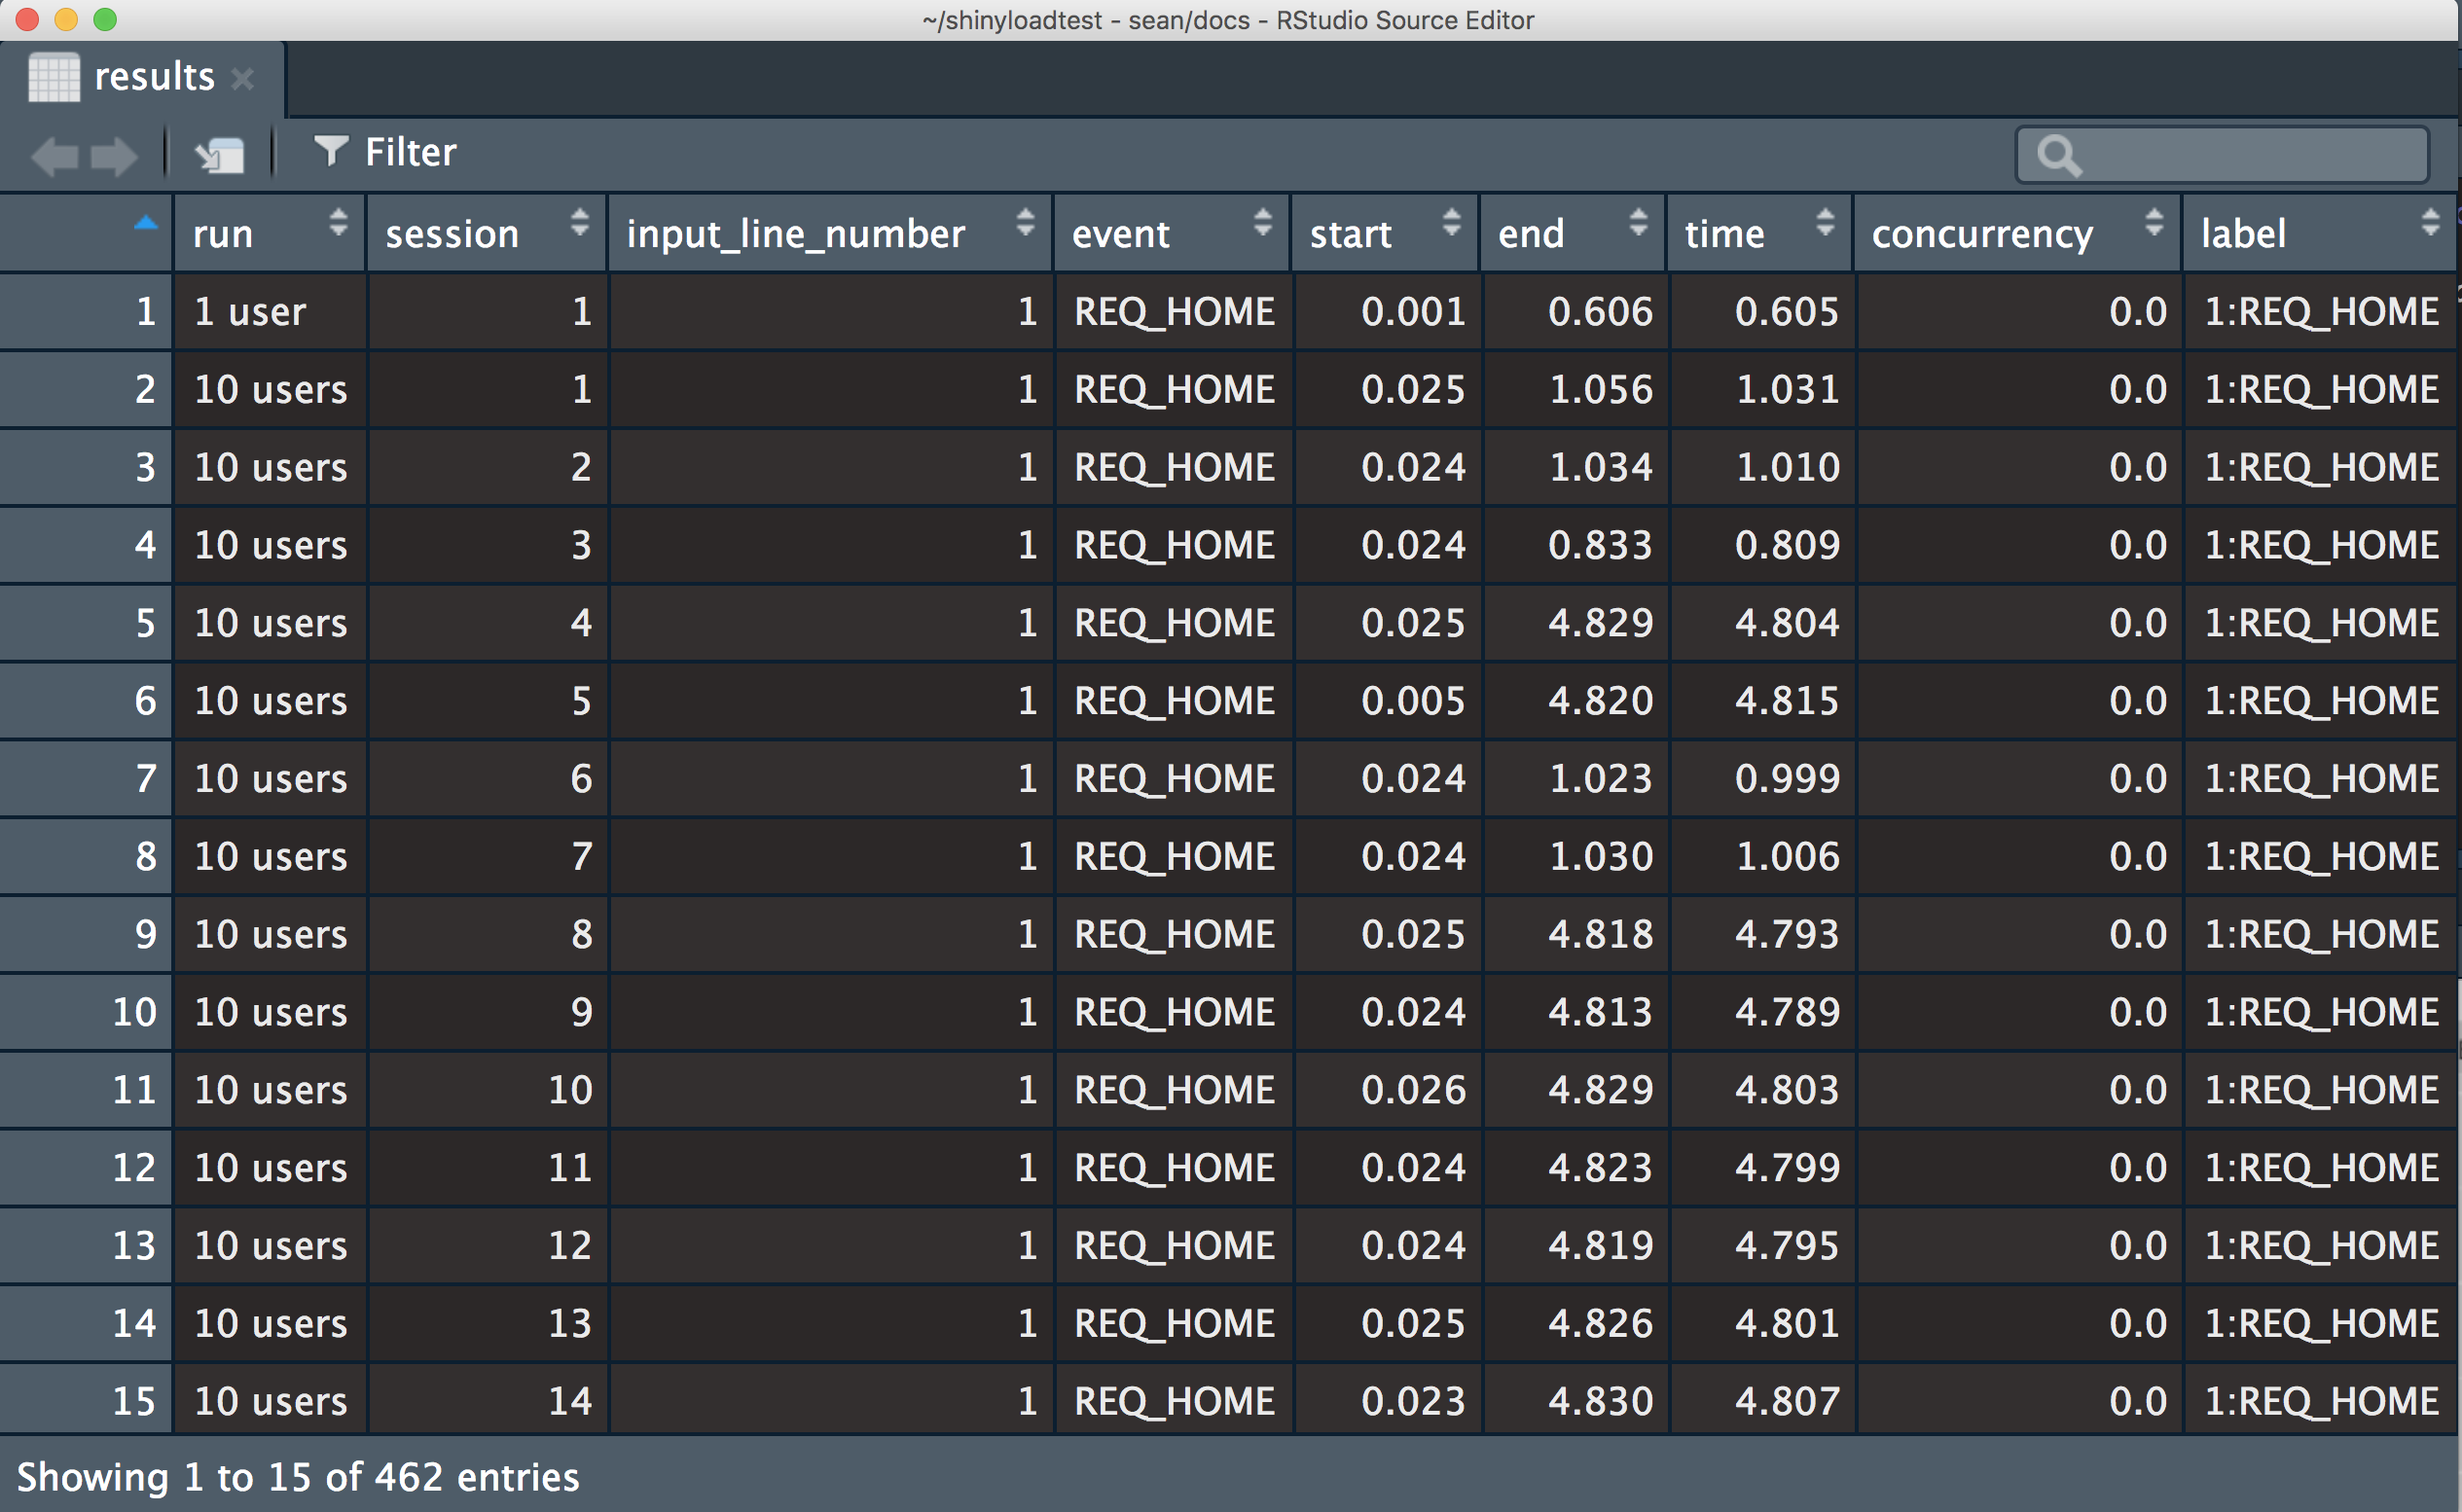 ~/shinyloadtest - sean/docs - RStudio Source Editor
results
Filter
run session input_line_number event start end time concurrency label
1 1 user 1 1 REQ_HOME 0.001 0.606 0.605 0.0 1:REQ_HOME
2 10 users 1 1 REQ_HOME 0.025 1.056 1.031 0.0 1:REQ_HOME
3 10 users 2 1 REQ_HOME 0.024 1.034 1.010 0.0 1:REQ_HOME
4 10 users 3 1 REQ_HOME 0.024 0.833 0.809 0.0 1:REQ_HOME
5 10 users 4 1 REQ_HOME 0.025 4.829 4.804 0.0 1:REQ_HOME
6 10 users 5 1 REQ_HOME 0.005 4.820 4.815 0.0 1:REQ_HOME
7 10 users 6 1 REQ_HOME 0.024 1.023 0.999 0.0 1:REQ_HOME
8 10 users 7 1 REQ_HOME 0.024 1.030 1.006 0.0 1:REQ_HOME
9 10 users 8 1 REQ_HOME 0.025 4.818 4.793 0.0 1:REQ_HOME
10 10 users 9 1 REQ_HOME 0.024 4.813 4.789 0.0 1:REQ_HOME
11 10 users 10 1 REQ_HOME 0.026 4.829 4.803 0.0 1:REQ_HOME
12 10 users 11 1 REQ_HOME 0.024 4.823 4.799 0.0 1:REQ_HOME
13 10 users 12 1 REQ_HOME 0.024 4.819 4.795 0.0 1:REQ_HOME
14 10 users 13 1 REQ_HOME 0.025 4.826 4.801 0.0 1:REQ_HOME
15 10 users 14 1 REQ_HOME 0.023 4.830 4.807 0.0 1:REQ_HOME
Showing 1 to 15 of 462 entries